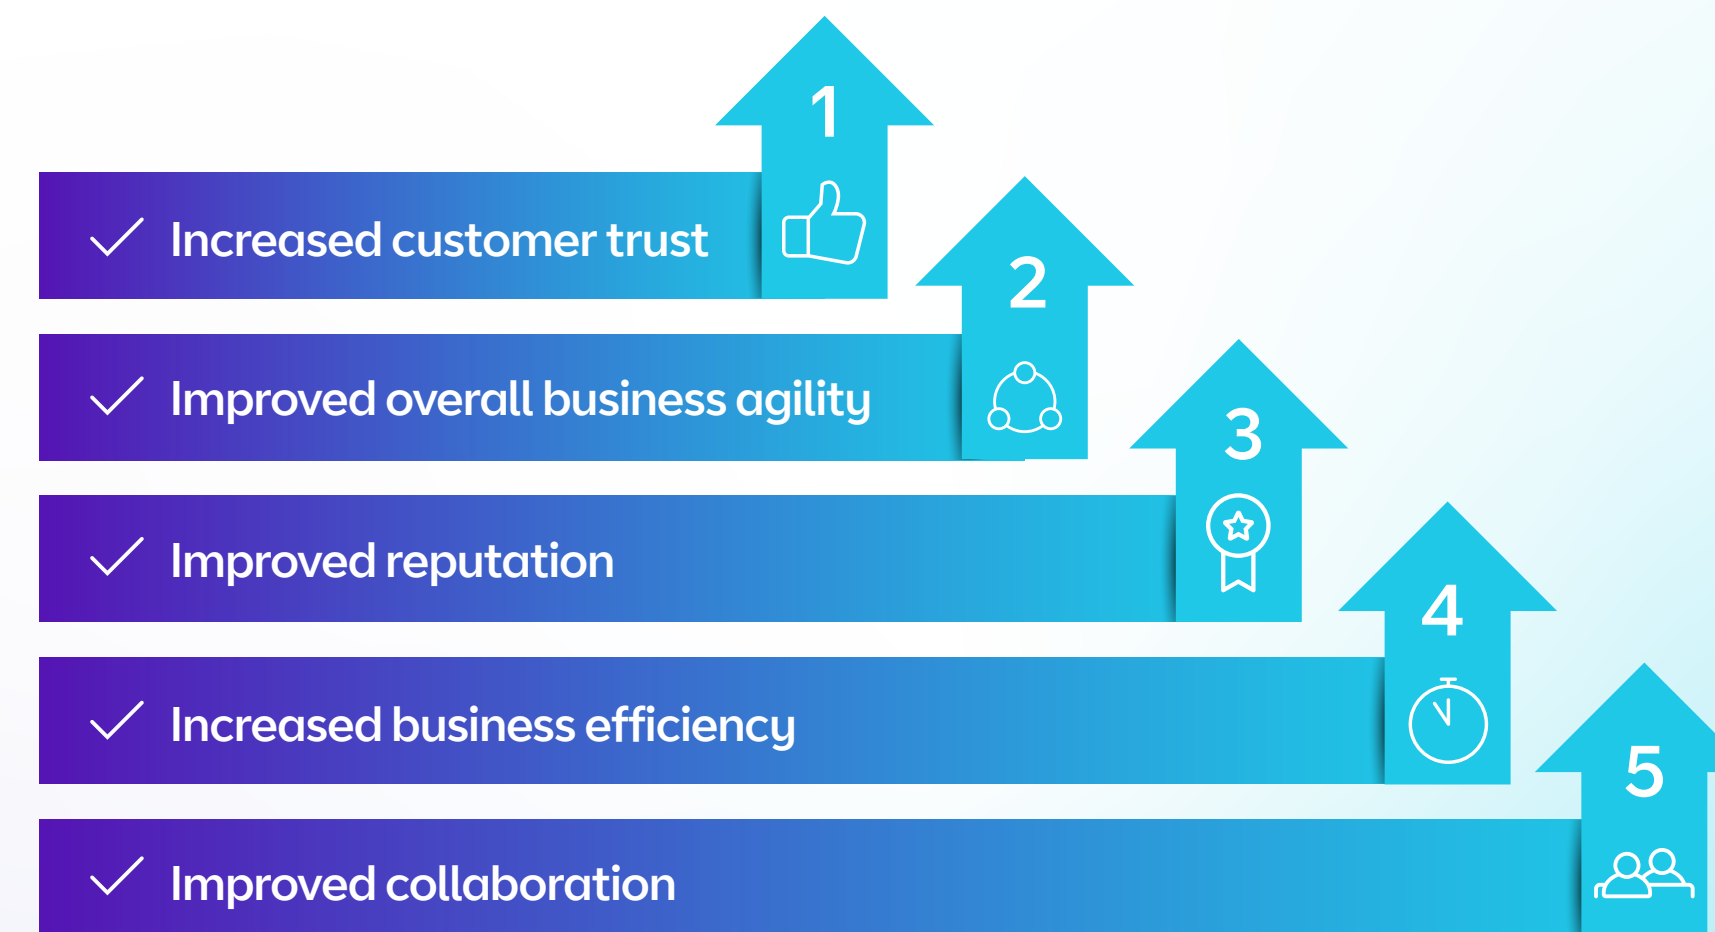 1
Increased customer trust
2
Improved overall business agility
3
Improved reputation
4
Increased business efficiency
5
Improved collaboration